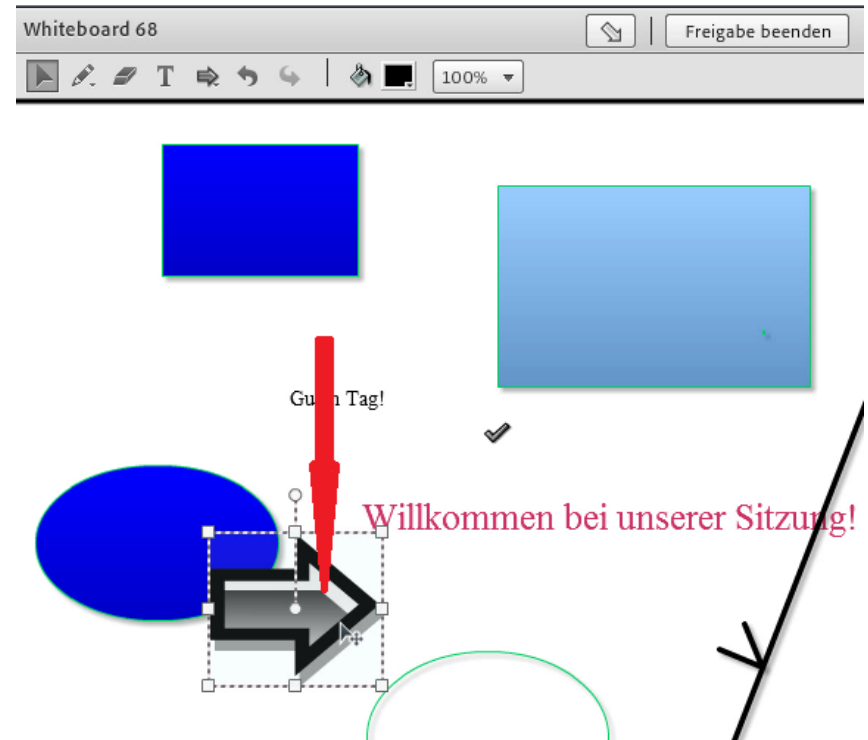 Whiteboard 68
Freigabe beenden
T
100%
Tag!
Willkommen bei unserer Sitzung!